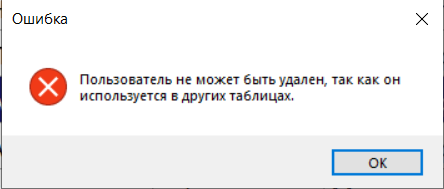 Ошибка
Пользователь не может быть удален, так как он
используется в других таблицах.
OK